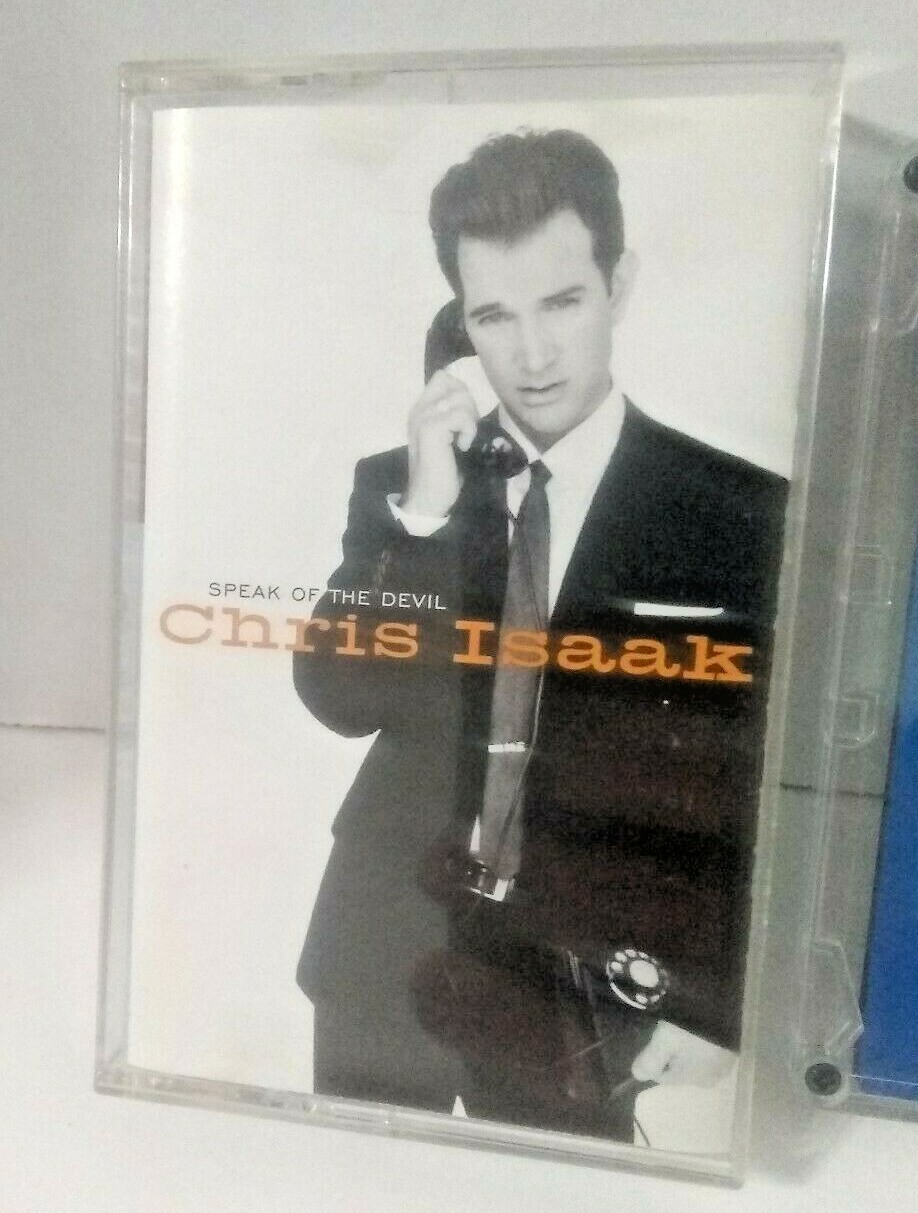 SPEAK OF THE DEVIL
Chris Isaak